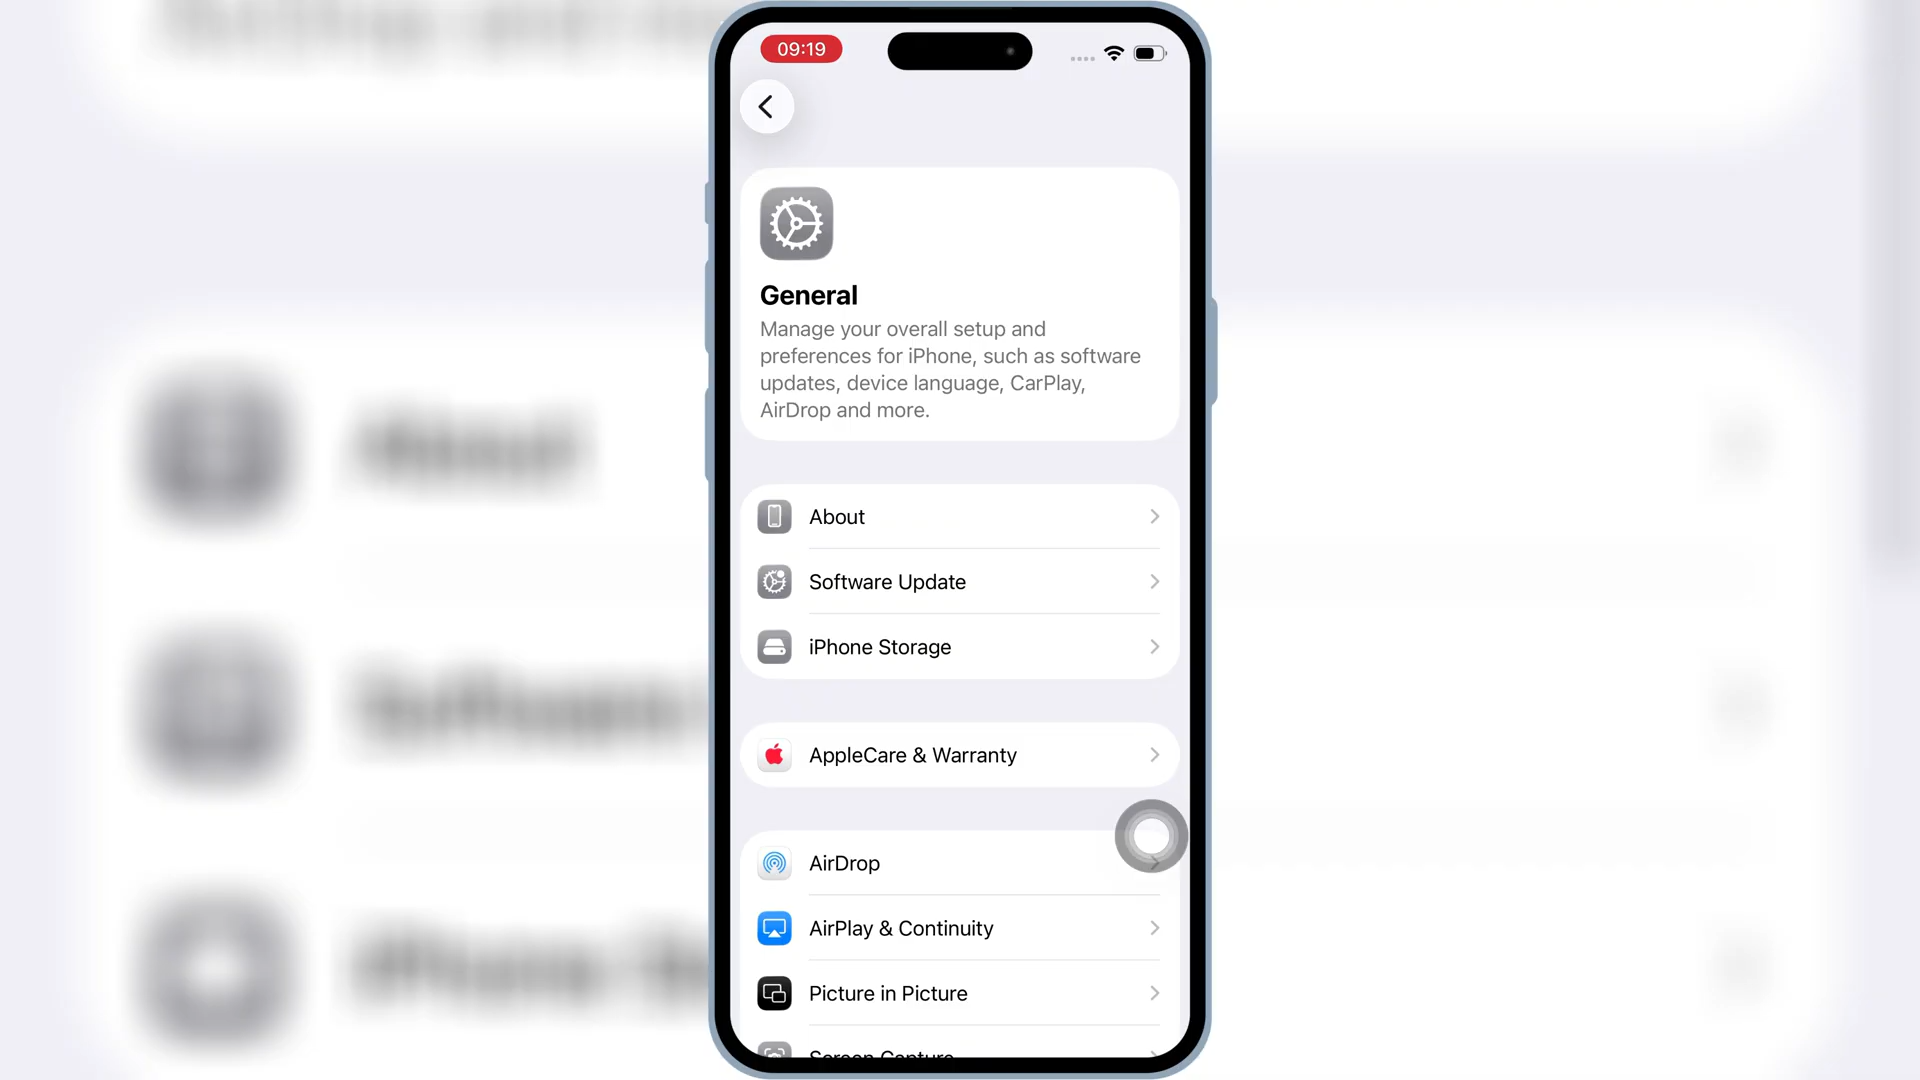 09:19
General
Manage your overall setup and
preferences for iPhone, such as software
updates, device language, CarPlay,
AirDrop and more.
About
Software Update
iPhone Storage
AppleCare & Warranty
AirDrop
AirPlay & Continuity
Picture in Picture
Screen Capture